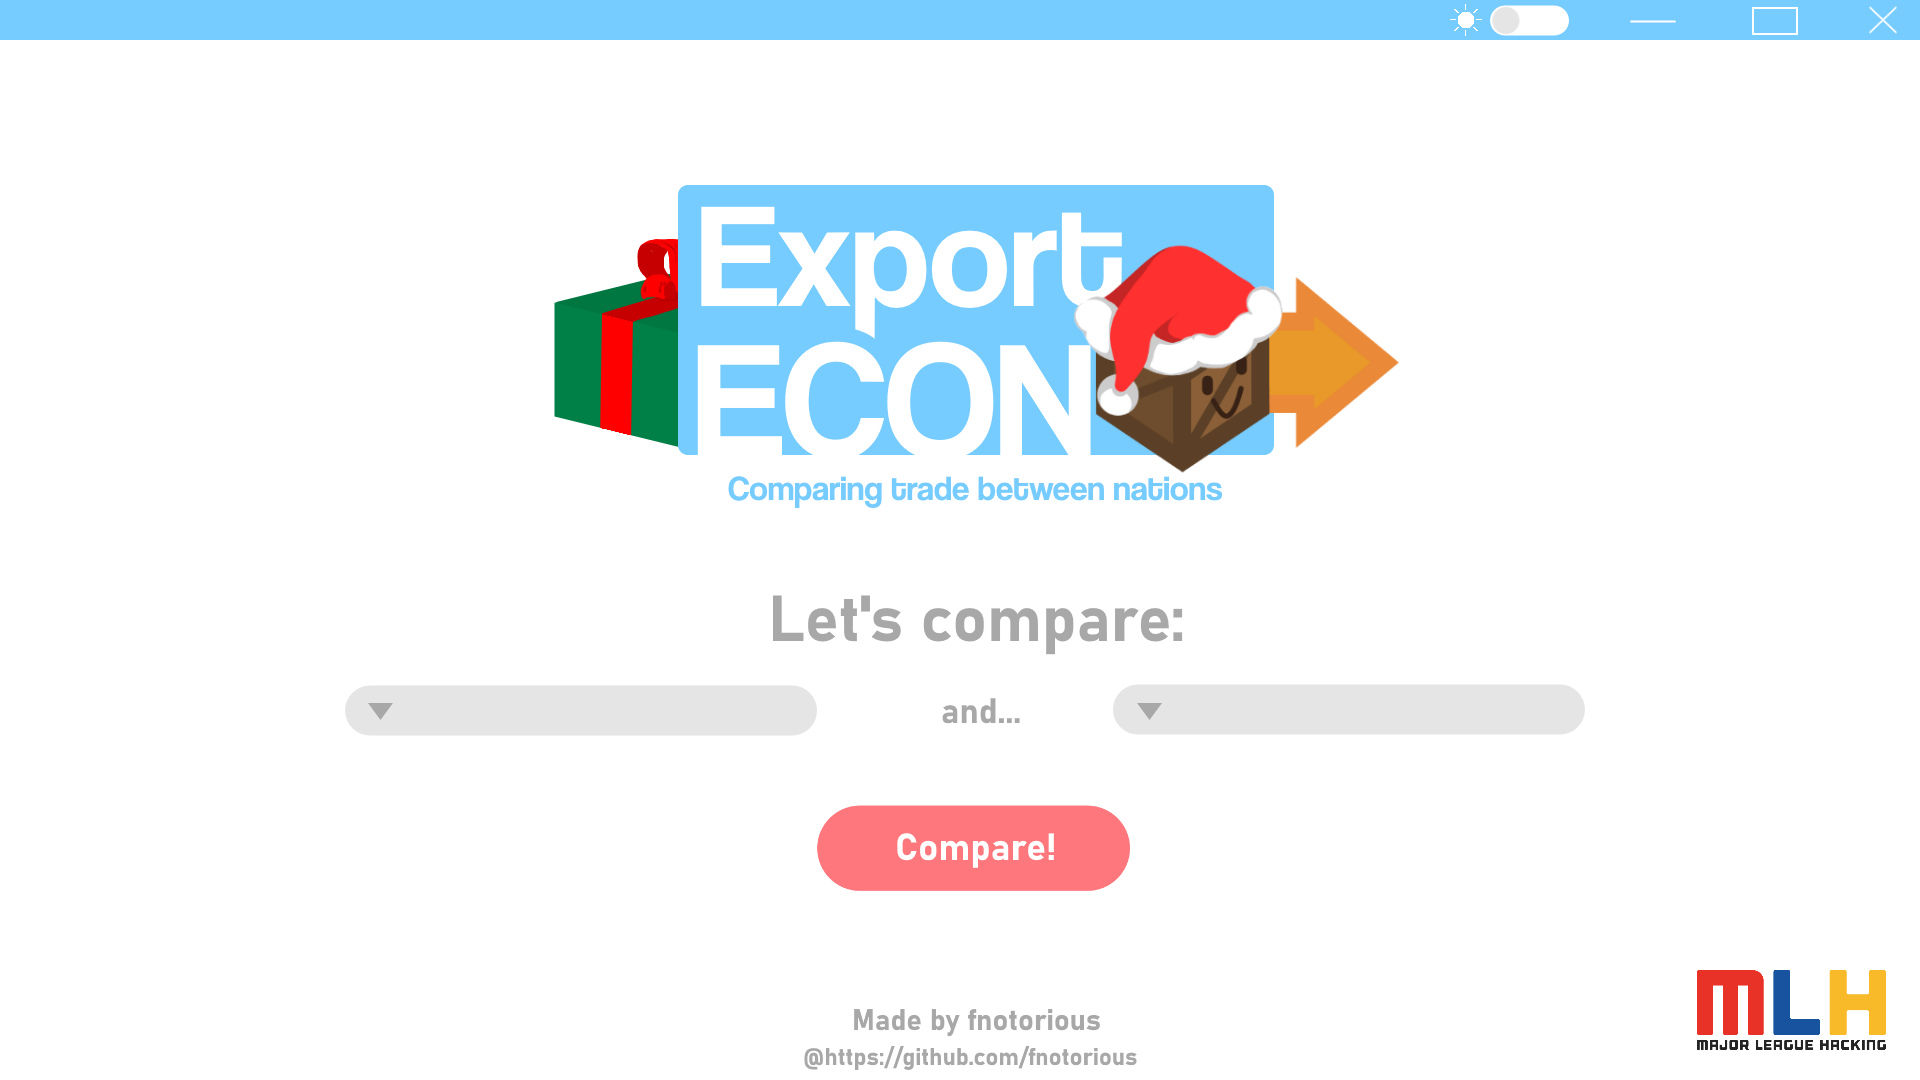 Export
ECON
Comparing trade between nations
Let's compare:
and...
Compare!
Made by fnotorious
@https://github.com/fnotorious
MLH
MAJOR LEAGUE HACKING